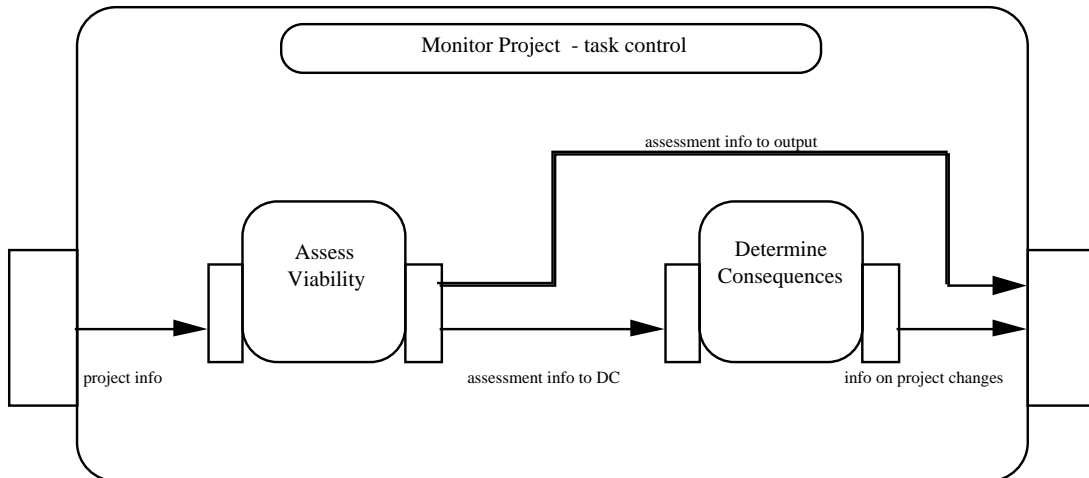 Monitor Project - task control
assessment info to output
Assess
Viability
Determine
Consequences
project info
assessment info to DC
info on project changes